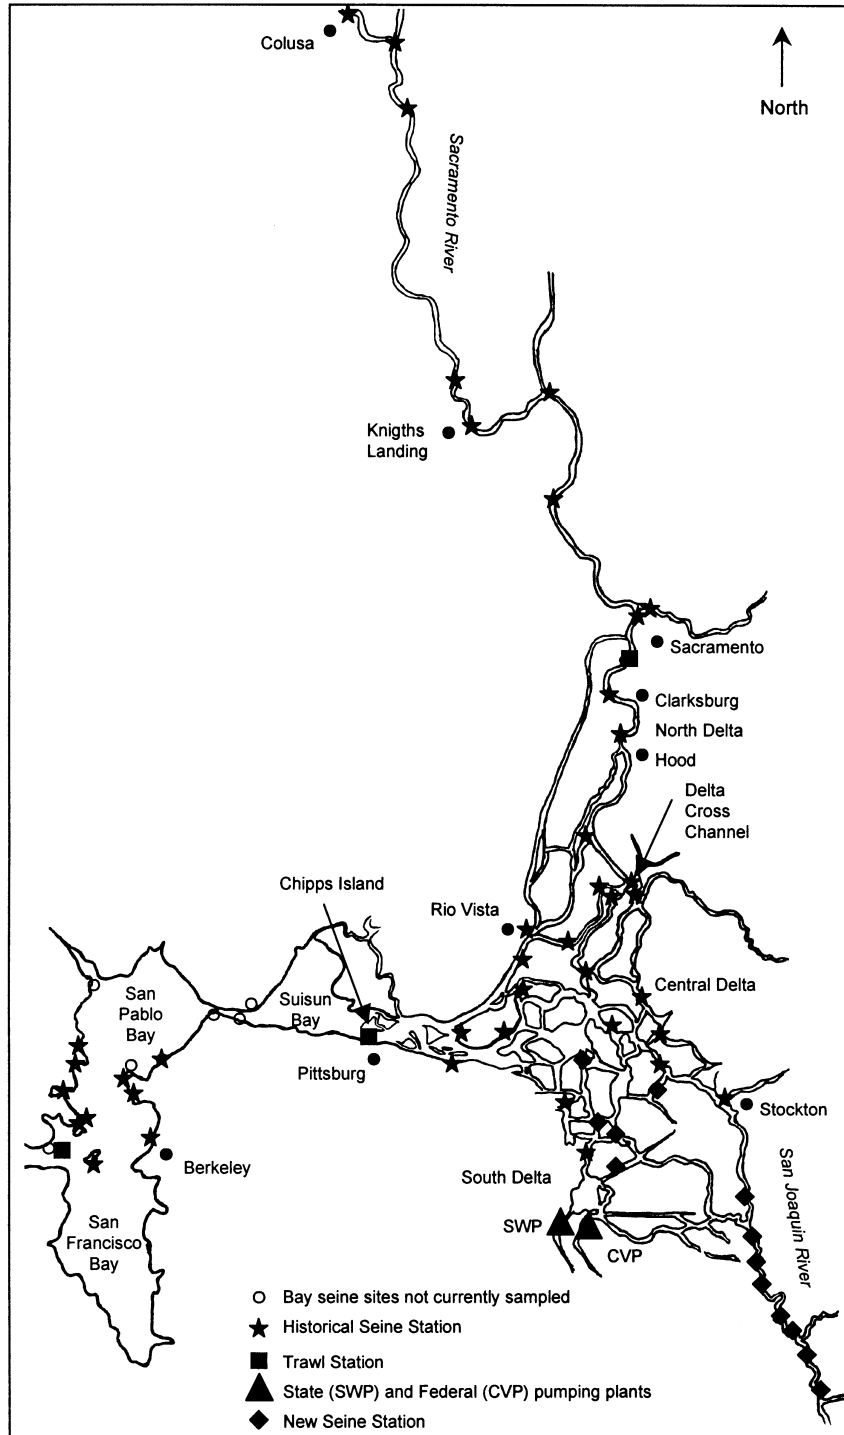 Colusa
North
Sacramento River
Knigths
Landing
Sacramento
Clarksburg
North Delta
Hood
Delta
Cross
Channel
Chipps Island
Rio Vista
San
Pablo
Bay
Suisun
Bay
Central Delta
Pittsburg
Stockton
Berkeley
South Delta
San Joaquin River
San
Francisco
Bay
SWP
CVP
Bay seine sites not currently sampled
Historical Seine Station
Trawl Station
State (SWP) and Federal (CVP) pumping plants
New Seine Station